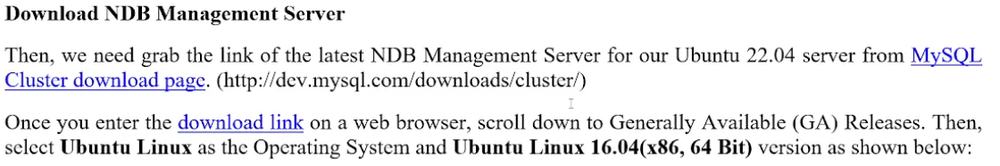 Download NDB Management Server
Then, we need grab the link of the latest NDB Management Server for our Ubuntu 22.04 server from MySQL
Cluster download page. (http://dev.mysql.com/downloads/cluster/)
Once you enter the download link on a web browser, scroll down to Generally Available (GA) Releases. Then,
select Ubuntu Linux as the Operating System and Ubuntu Linux 16.04(x86, 64 Bit) version as shown below: